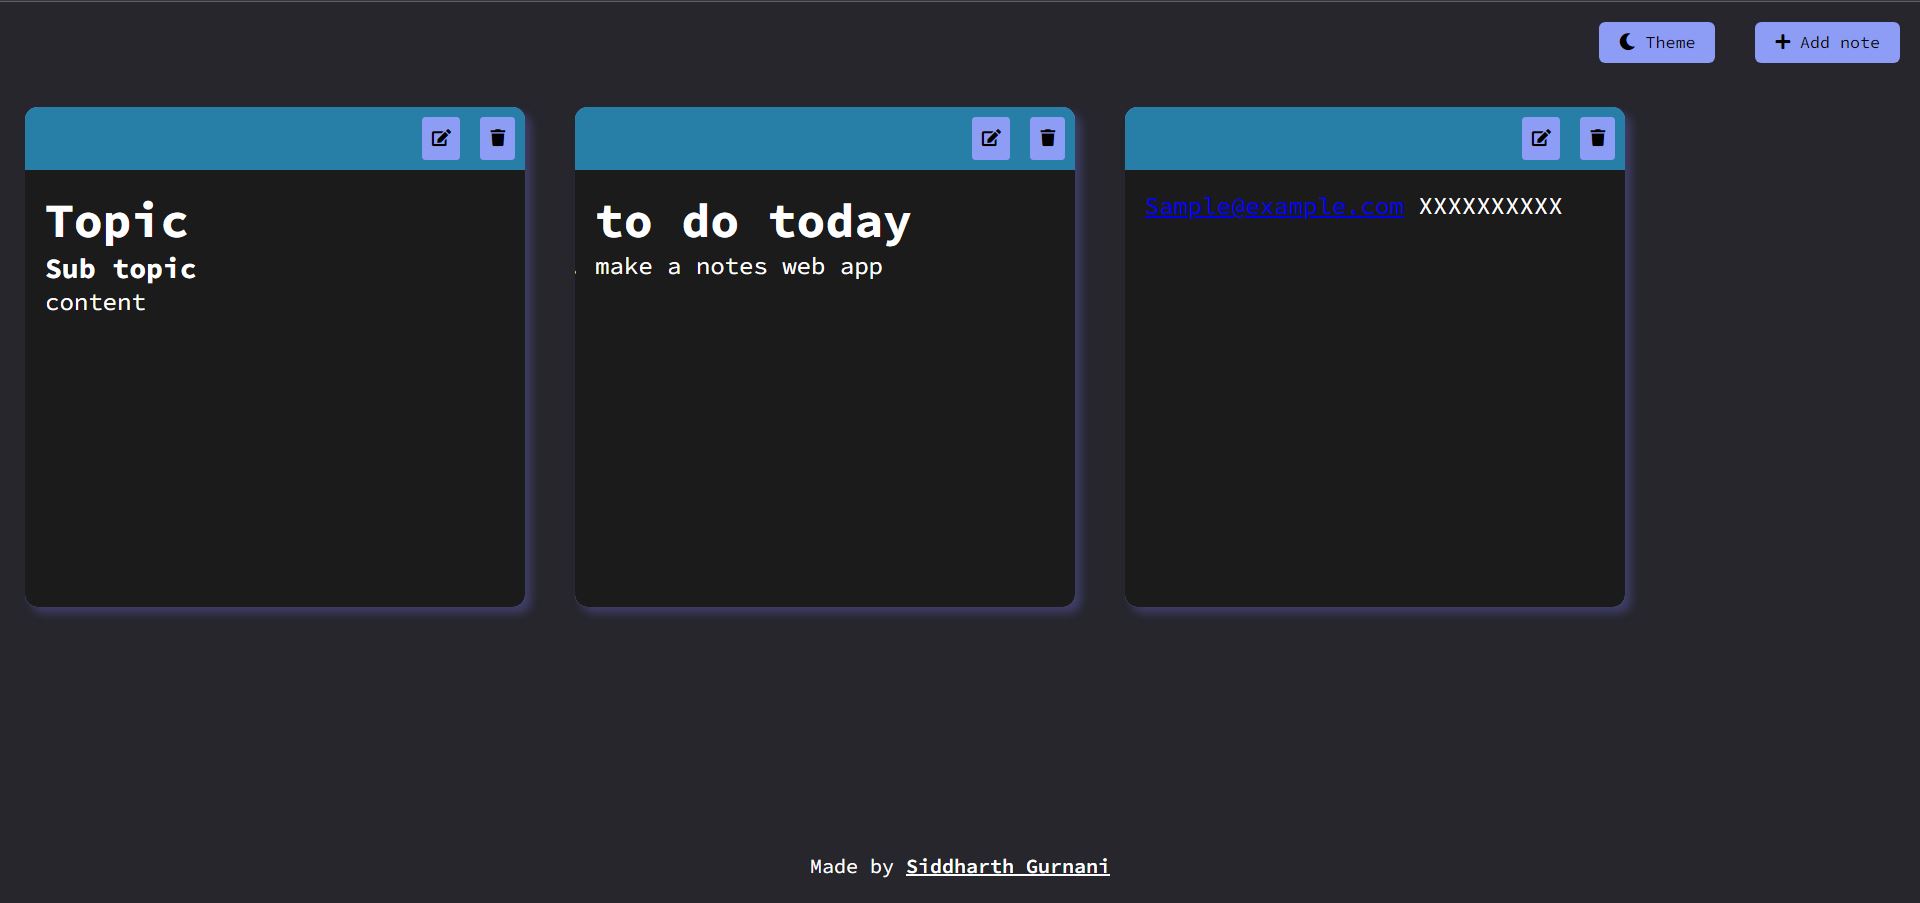 Theme
Add note
Topic
Sub topic
content
to do today
make a notes web app
Sample@example.com XXXXXXXXXX
Made by Siddharth Gurnani